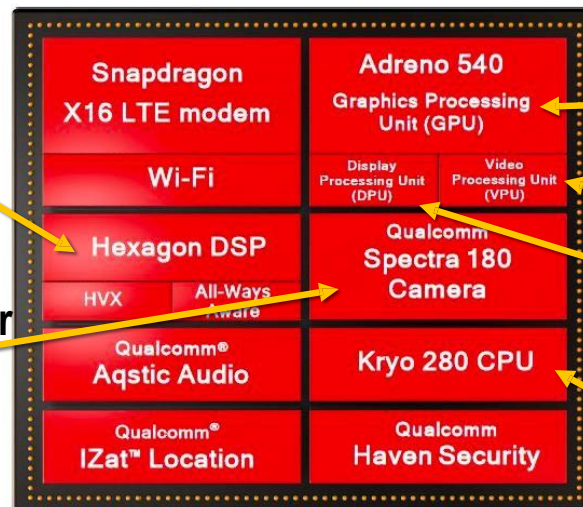 Snapdragon
X16 LTE modem
Wi-Fi
Adreno 540
Graphics Processing
Unit (GPU)
Display
Processing Unit
(DPU)
Video
Processing Unit
(VPU)
Hexagon DSP
HVX
All-Ways
Aware
Qualcomm
Spectra 180
Camera
r
Qualcomm®
Aqstic Audio
Kryo 280 CPU
Qualcomm®
IZat™ Location
Qualcomm
Haven Security